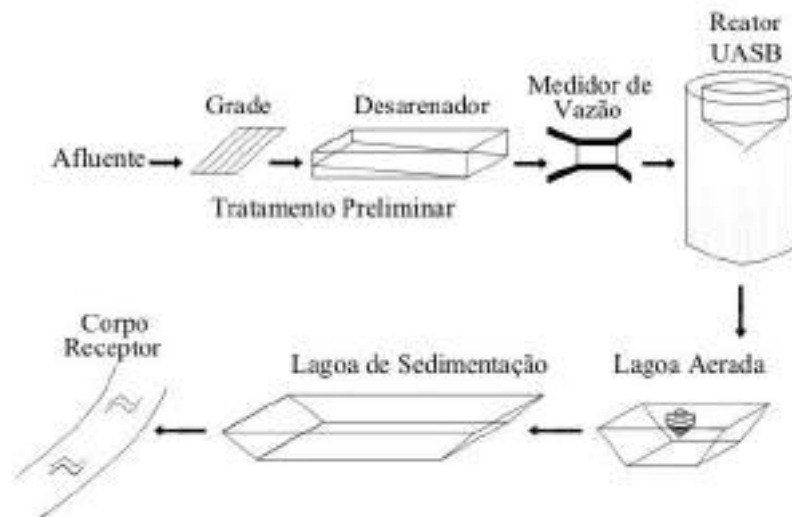 Reator
UASB
Medidor de
Vazão
Grade
Desarenador
Afluente
Tratamento Preliminar
Corpo
Receptor
Lagoa de Sedimentação
Lagoa Aerada